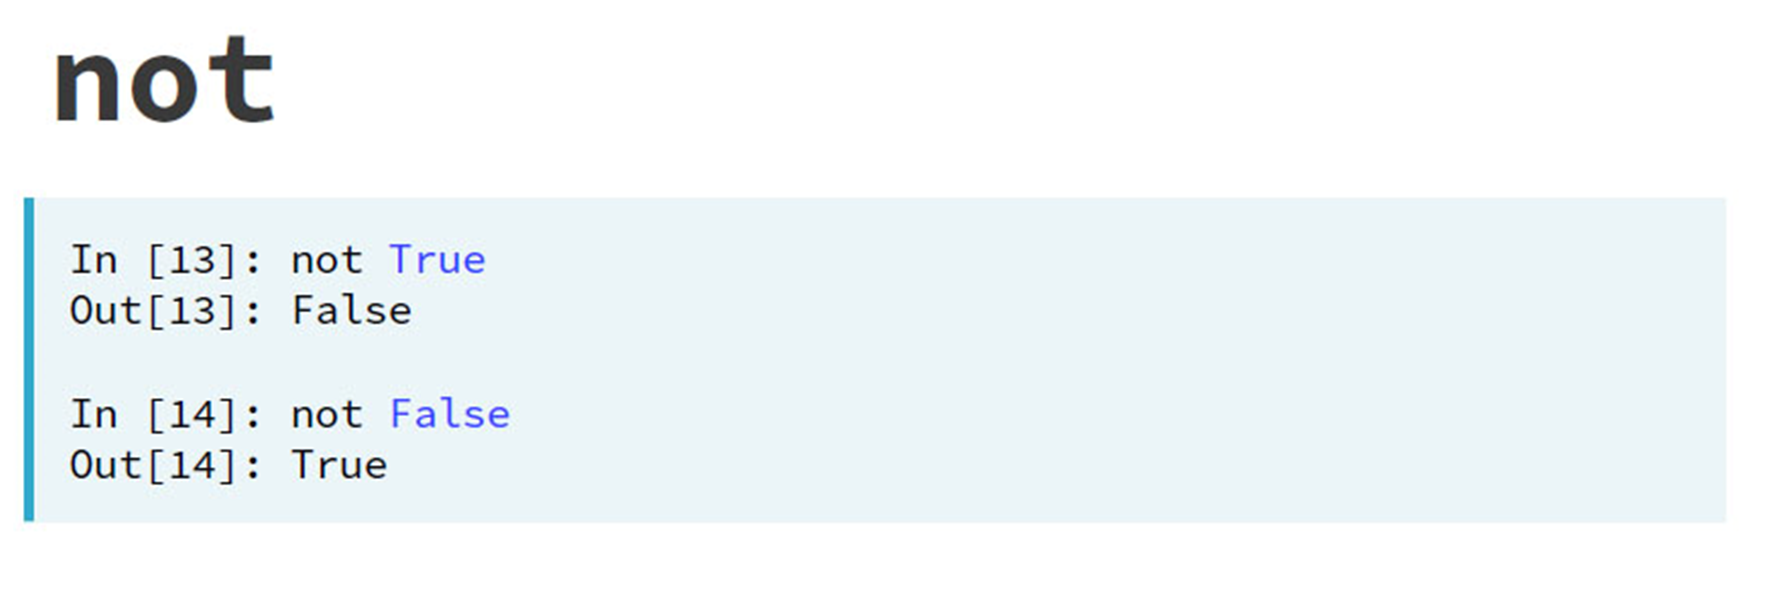 not
In [13]: not True
Out[13]: False
In [14]: not False
Out[14]: True